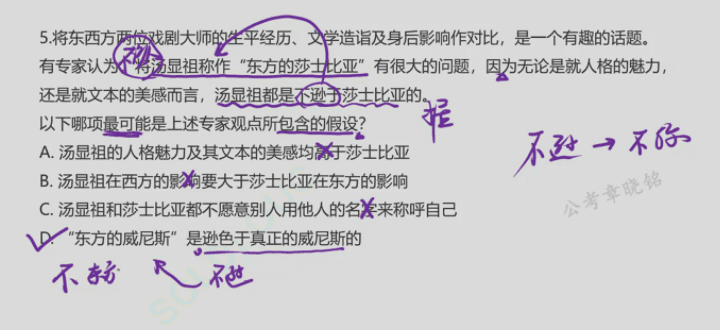 5.将东西方两位戏剧大师的生平经历、文学造诣及身后影响作对比，是一个有趣的话题。
有专家认为，将汤显祖称作“东方的莎士比亚”有很大的问题，因为无论是就人格的魅力，
还是就文本的美感而言，汤显祖都是不逊于莎士比亚的。
以下哪项最可能是上述专家观点所包含的假设?
A. 汤显祖的人格魅力及其文本的美感均高于莎士比亚
B. 汤显祖在西方的影响要大于莎士比亚在东方的影响
C. 汤显祖和莎士比亚都不愿意别人用他人的名字来称呼自己
D. “东方的威尼斯”是逊色于真正的威尼斯的
不逊→不称
不逊
公考章晓铭